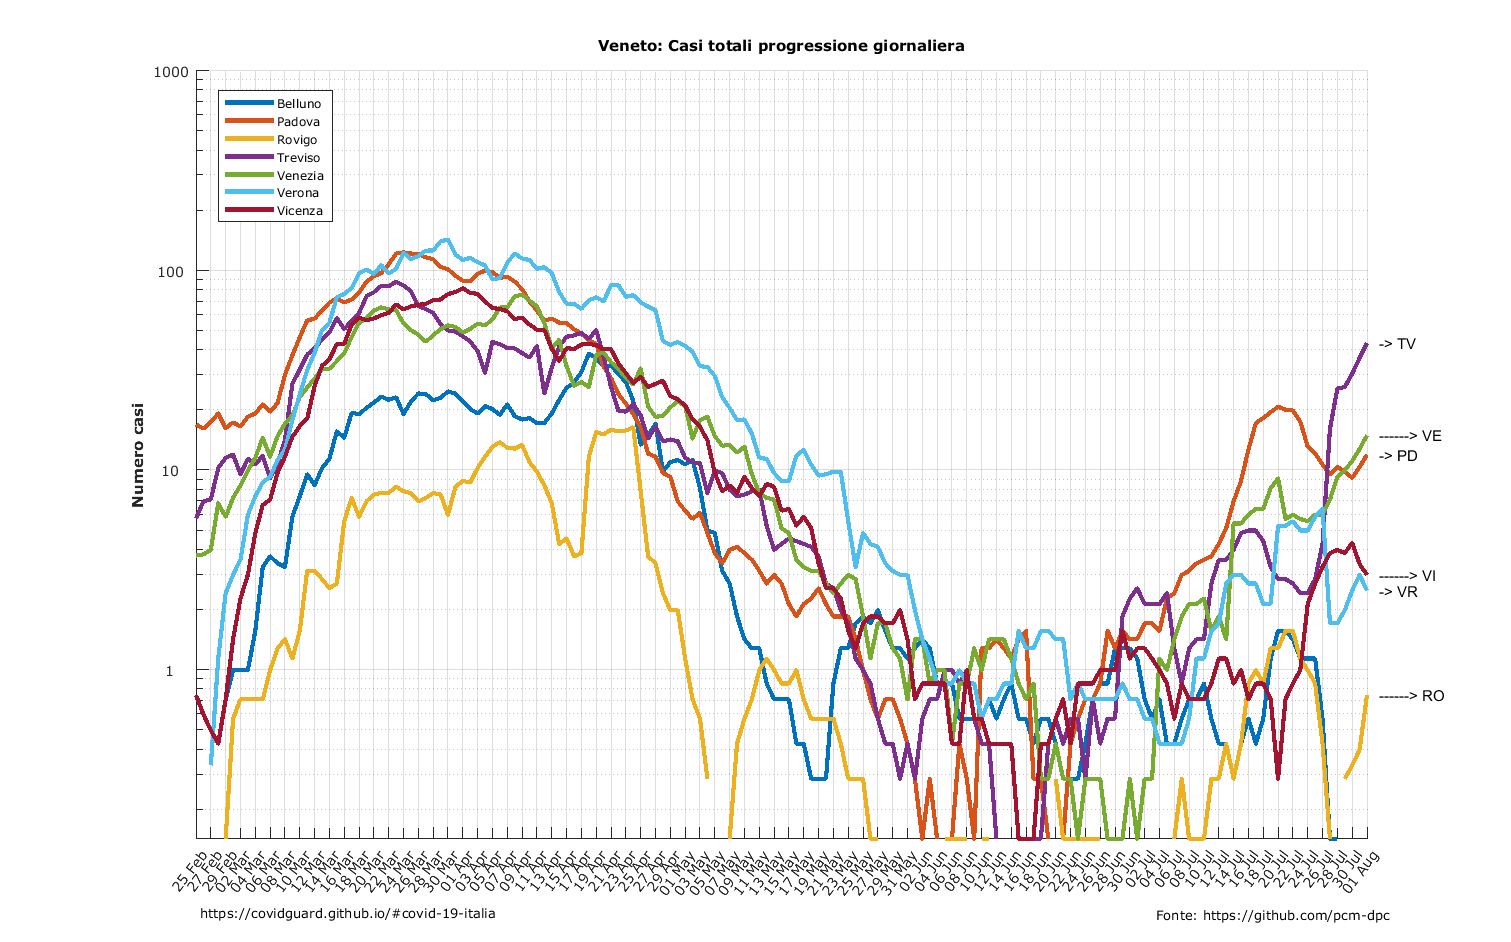 Veneto: Casi totali progressione giornaliera
1000
100
10
1
Numero casi
Belluno
Padova
Rovigo
Treviso
Venezia
Verona
Vicenza
-> TV
------> VE
-> PD
------> VI
-> VR
------> RO
25 Feb
27 Feb
29 Feb
02 Mar
04 Mar
06 Mar
08 Mar
10 Mar
12 Mar
14 Mar
16 Mar
18 Mar
20 Mar
22 Mar
24 Mar
26 Mar
28 Mar
30 Mar
01 Apr
03 Apr
05 Apr
07 Apr
09 Apr
11 Apr
13 Apr
15 Apr
17 Apr
19 Apr
21 Apr
23 Apr
25 Apr
27 Apr
29 Apr
01 May
03 May
05 May
07 May
09 May
11 May
13 May
15 May
17 May
19 May
21 May
23 May
25 May
27 May
29 May
31 May
02 Jun
04 Jun
06 Jun
08 Jun
10 Jun
12 Jun
14 Jun
16 Jun
18 Jun
20 Jun
22 Jun
24 Jun
26 Jun
28 Jun
30 Jun
02 Jul
04 Jul
06 Jul
08 Jul
10 Jul
12 Jul
14 Jul
16 Jul
18 Jul
20 Jul
22 Jul
24 Jul
26 Jul
28 Jul
30 Jul
01 Aug
https://covidguard.github.io/#covid-19-italia
Fonte: https://github.com/pcm-dpc